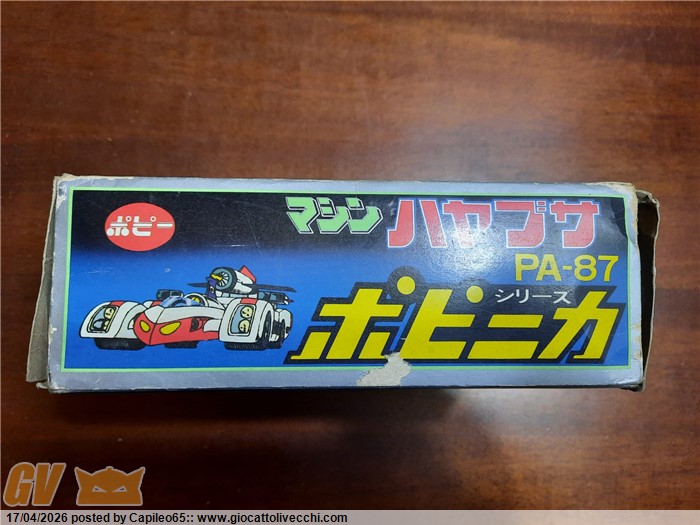 ポピー
マシン ハヤブサ
PA-87
ポピニカ シリーズ
GV
17/04/2026 posted by Capileo65:: www.giocattolivecchi.com